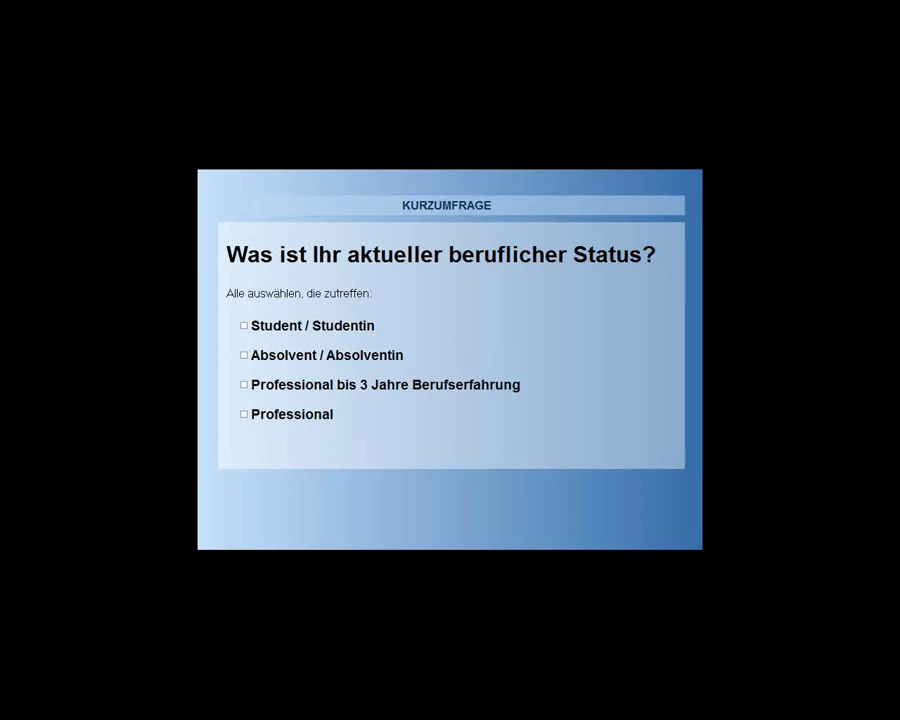 KURZUMFRAGE
Was ist Ihr aktueller beruflicher Status?
Alle auswählen, die zutreffen:
Student / Studentin
Absolvent / Absolventin
Professional bis 3 Jahre Berufserfahrung
Professional